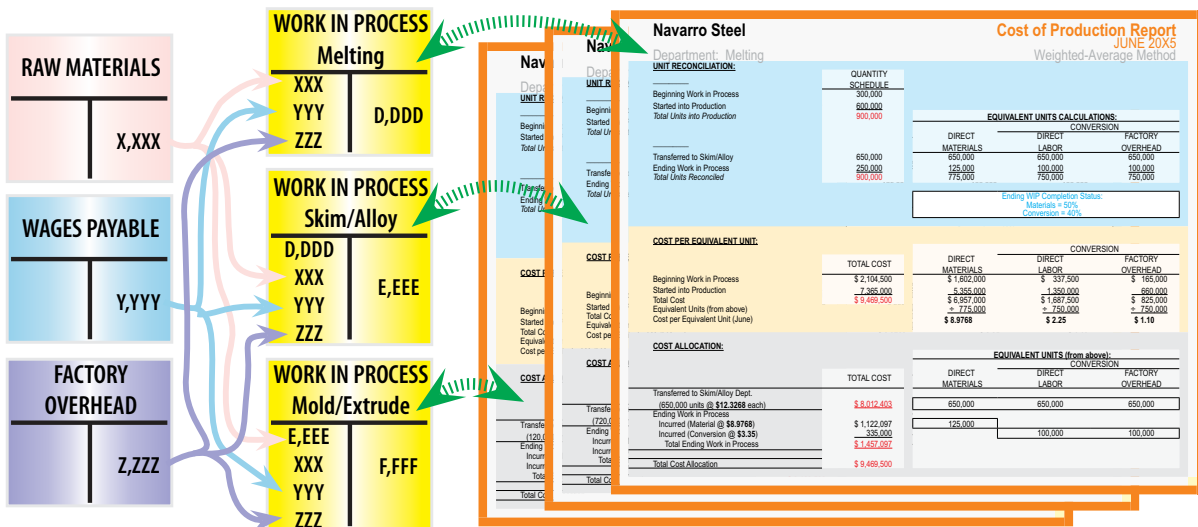 RAW MATERIALS
X,XXX
WAGES PAYABLE
Y,YYY
FACTORY
OVERHEAD
Z,ZZZ
WORK IN PROCESS
Melting
XXX
YYY
ZZZ
D,DDD
WORK IN PROCESS
Skim/Alloy
D,DDD
XXX
YYY
ZZZ
E,EEE
WORK IN PROCESS
Mold/Extrude
E,EEE
XXX
YYY
ZZZ
F,FFF
Navarro Steel
Cost of Production Report
JUNE 20X5
Department: Melting
Weighted-Average Method
UNIT RECONCILIATION:
QUANTITY
SCHEDULE
Beginning Work in Process 300,000
Started into Production 600,000
Total Units into Production 900,000
EQUIVALENT UNITS CALCULATIONS:
CONVERSION
DIRECT DIRECT FACTORY
MATERIALS LABOR OVERHEAD
Transferred to Skim/Alloy 650,000 650,000 650,000 650,000
Ending Work in Process 250,000 125,000 100,000 100,000
Total Units Reconciled 900,000 775,000 750,000 750,000
Ending WIP Completion Status:
Materials = 50%
Conversion = 40%
COST PER EQUIVALENT UNIT:
CONVERSION
TOTAL COST DIRECT DIRECT FACTORY
MATERIALS LABOR OVERHEAD
Beginning Work in Process $ 2,104,500 $ 1,602,000 $ 337,500 $ 165,000
Started into Production 7,365,000 5,355,000 1,350,000 660,000
Total Cost $ 9,469,500 $ 6,957,000 $ 1,687,500 $ 825,000
Equivalent Units (from above) ÷ 775,000 ÷ 750,000 ÷ 750,000
Cost per Equivalent Unit (June) $ 8.9768 $ 2.25 $ 1.10
COST ALLOCATION:
EQUIVALENT UNITS (from above):
CONVERSION
TOTAL COST DIRECT DIRECT FACTORY
MATERIALS LABOR OVERHEAD
Transferred to Skim/Alloy Dept.
(650,000 units @ $12.3268 each) $ 8,012,403 650,000 650,000 650,000
Ending Work in Process
Incurred (Material @ $8.9768) $ 1,122,097 125,000
Incurred (Conversion @ $3.35) 335,000 100,000 100,000
Total Ending Work in Process $ 1,457,097
Total Cost Allocation $ 9,469,500